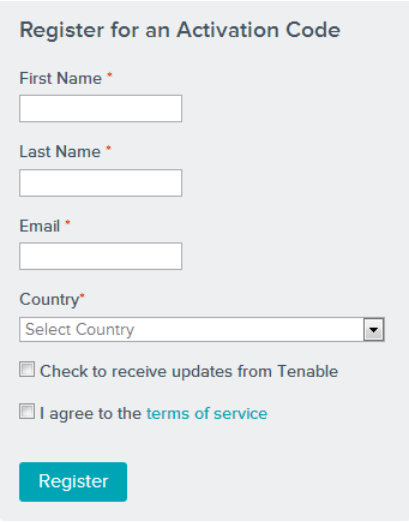 Register for an Activation Code
First Name *
Last Name *
Email *
Country*
Select Country
Check to receive updates from Tenable
I agree to the terms of service
Register